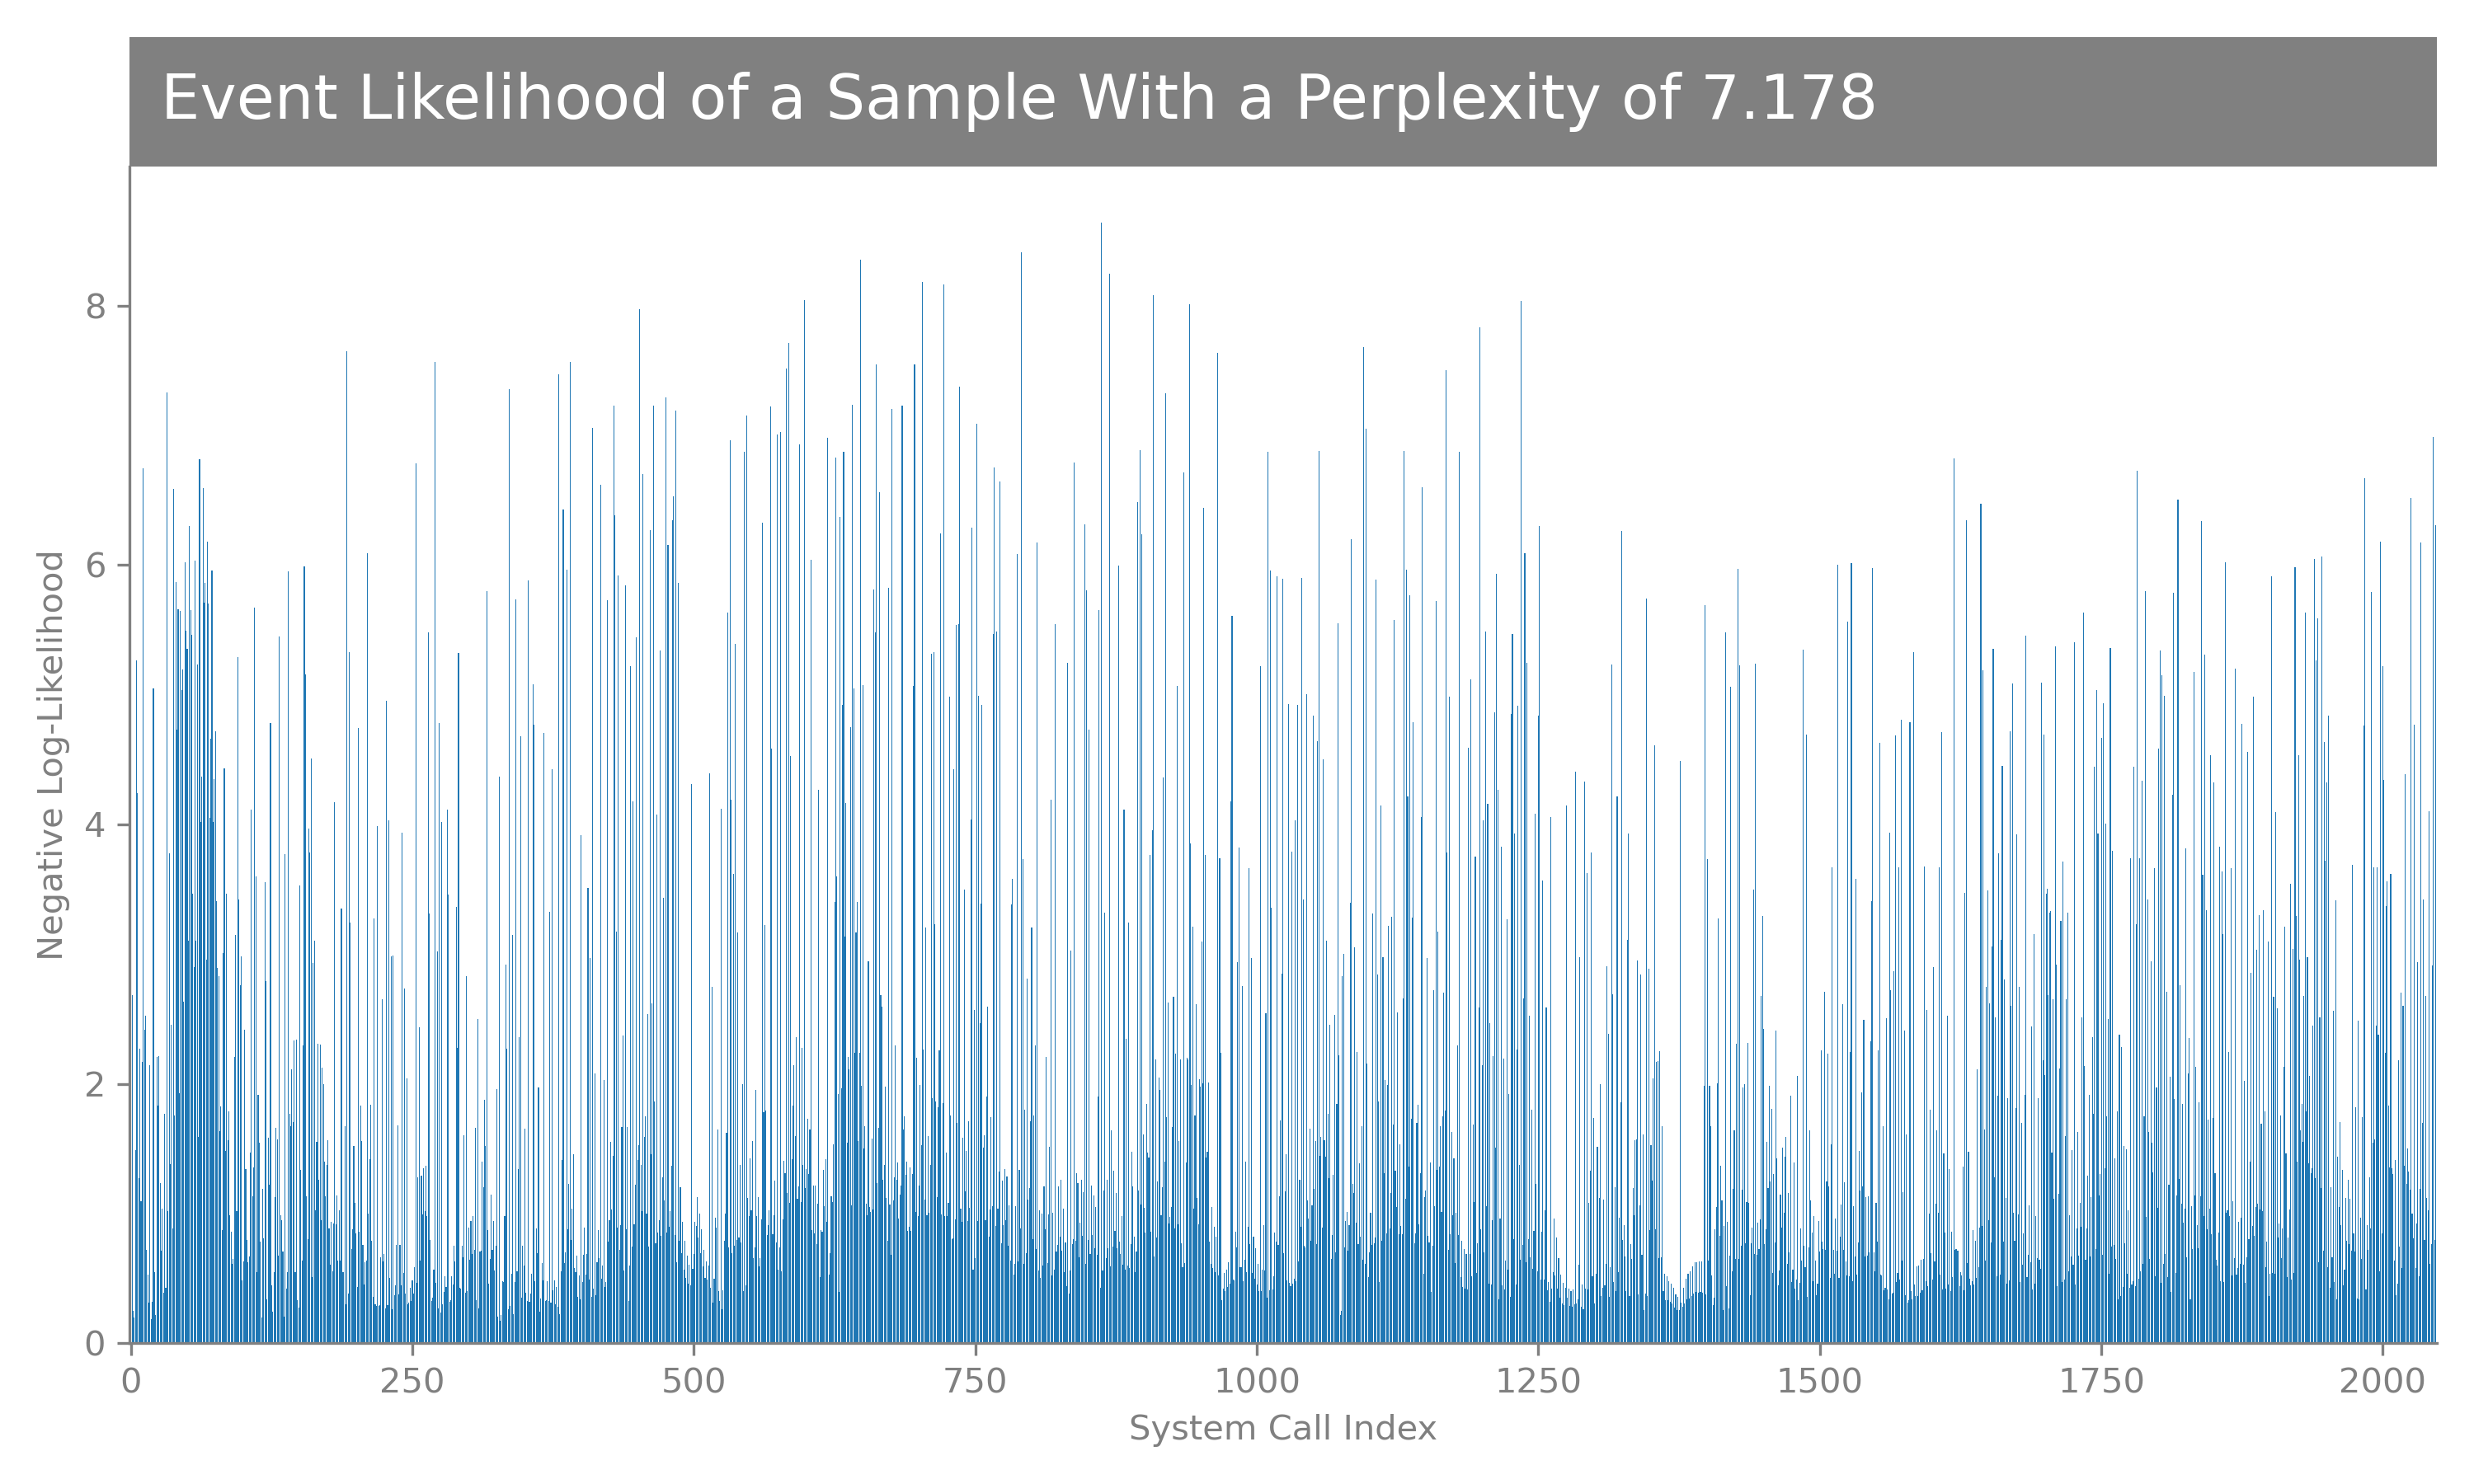 Event Likelihood of a Sample With a Perplexity of 7.178
Negative Log-Likelihood
8
6
4
2
0
0 250 500 750 1000 1250 1500 1750 2000
System Call Index